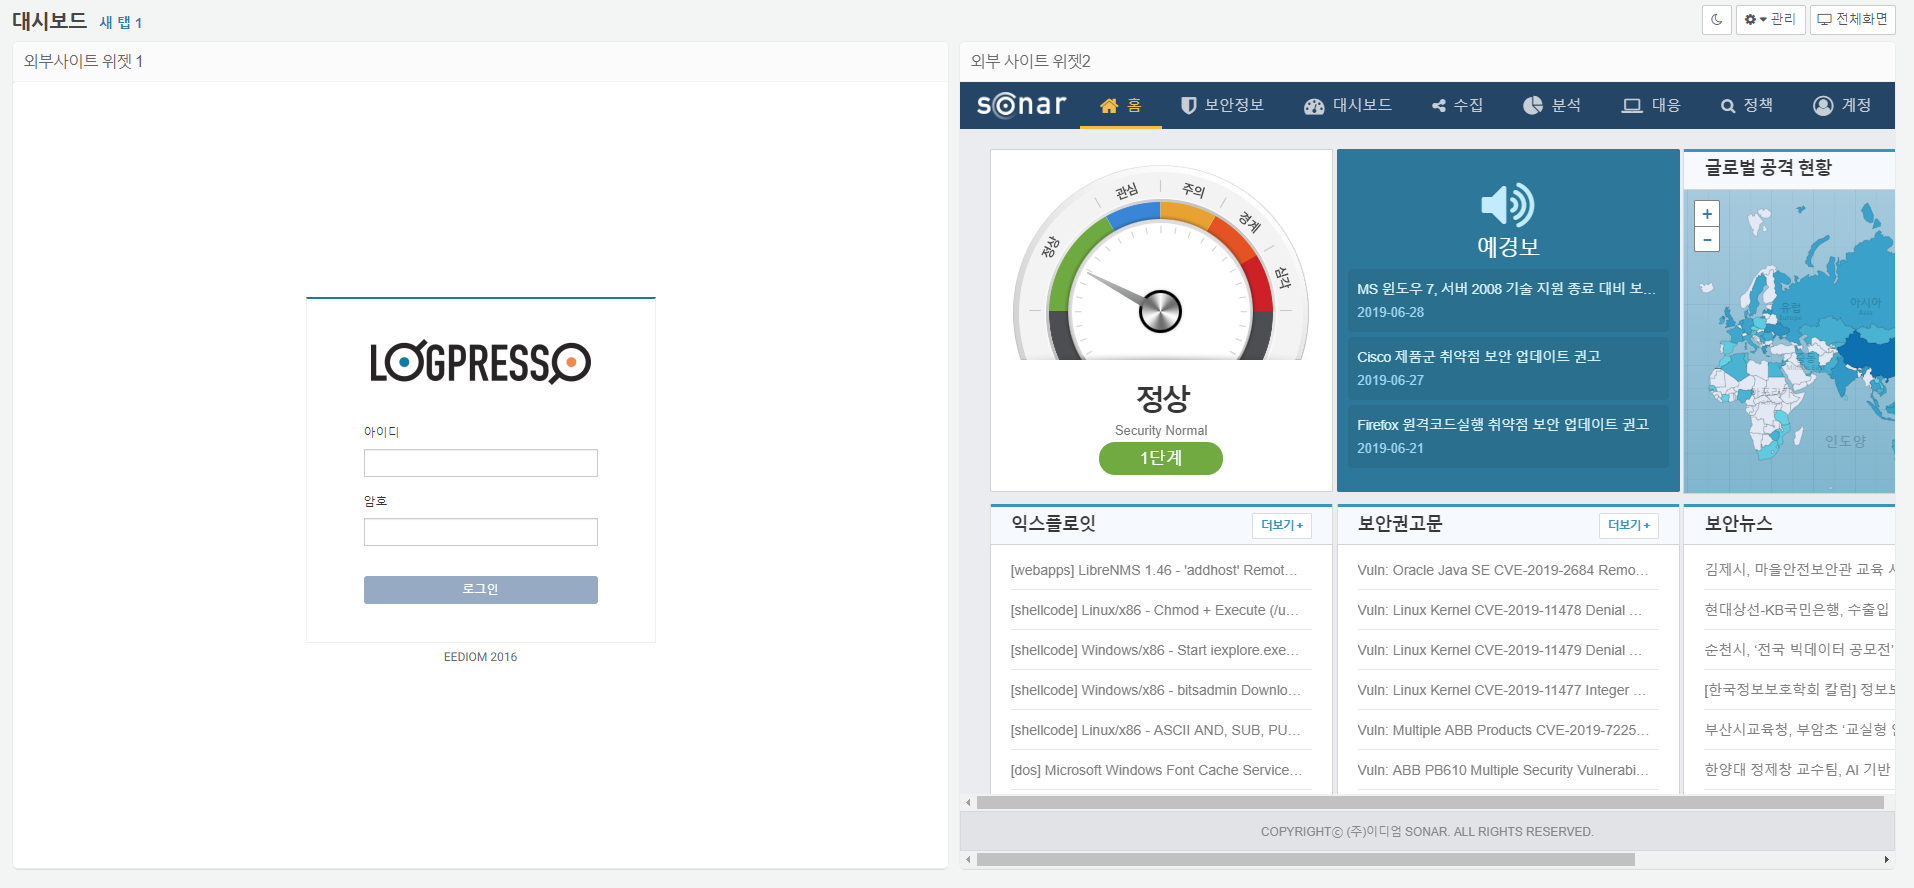 대시보드 새 탭 1
관리
전체화면
외부사이트 위젯 1
LOGPRESSO
아이디
암호
로그인
EEDIOM 2016
외부 사이트 위젯2
sonar
홈
보안정보
대시보드
수집
분석
대응
정책
계정
정상
관심
주의
경계
심각
정상
Security Normal
1단계
예경보
MS 윈도우 7, 서버 2008 기술 지원 종료 대비 보...
2019-06-28
Cisco 제품군 취약점 보안 업데이트 권고
2019-06-27
Firefox 원격코드실행 취약점 보안 업데이트 권고
2019-06-21
글로벌 공격 현황
+
−
유럽
아시아
Asia
인도양
익스플로잇
더보기 +
[webapps] LibreNMS 1.46 - 'addhost' Remot...
[shellcode] Linux/x86 - Chmod + Execute (/u...
[shellcode] Windows/x86 - Start iexplore.exe...
[shellcode] Windows/x86 - bitsadmin Downlo...
[shellcode] Linux/x86 - ASCII AND, SUB, PU...
[dos] Microsoft Windows Font Cache Service...
보안권고문
더보기 +
Vuln: Oracle Java SE CVE-2019-2684 Remo...
Vuln: Linux Kernel CVE-2019-11478 Denial ...
Vuln: Linux Kernel CVE-2019-11479 Denial ...
Vuln: Linux Kernel CVE-2019-11477 Integer ...
Vuln: Multiple ABB Products CVE-2019-7225...
Vuln: ABB PB610 Multiple Security Vulnerabi...
보안뉴스
김제시, 마을안전보안관 교육
현대상선-KB국민은행, 수출입
순천시, ‘전국 빅데이터 공모전’
[한국정보보호학회 칼럼] 정보보
부산시교육청, 부암초 ‘교실형
한양대 정제창 교수팀, AI 기반
COPYRIGHTⓒ (주)이디엄 SONAR. ALL RIGHTS RESERVED.